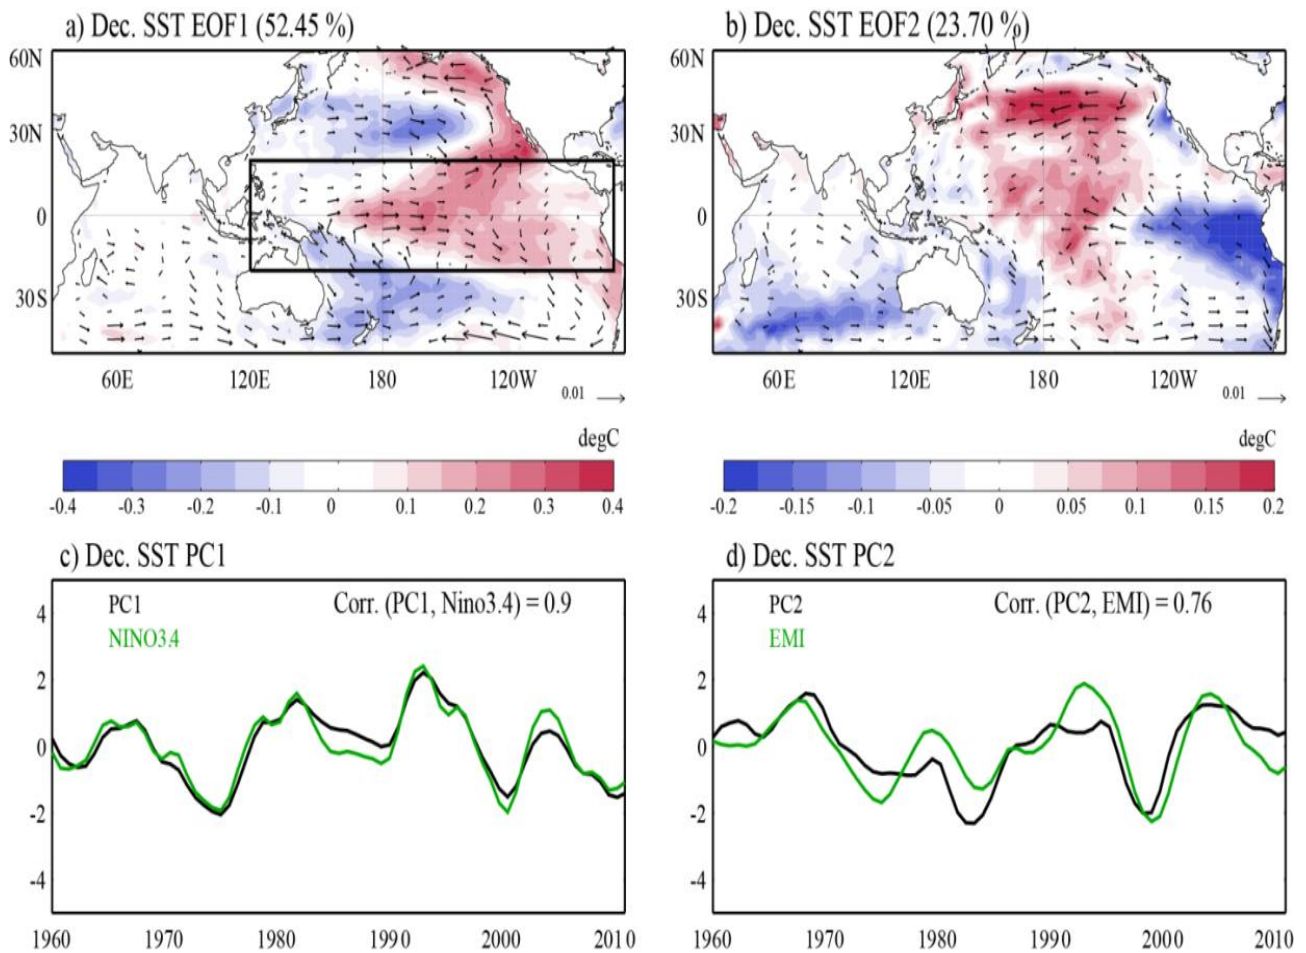 a) Dec. SST EOF1 (52.45 %)
b) Dec. SST EOF2 (23.70 %)
60N
30N
0
30S
60E 120E 180 120W
0.01
60N
30N
0
30S
60E 120E 180 120W
0.01
degC
-0.4 -0.3 -0.2 -0.1 0 0.1 0.2 0.3 0.4
degC
-0.2 -0.15 -0.1 -0.05 0 0.05 0.1 0.15 0.2
c) Dec. SST PC1
PC1
Corr. (PC1, Nino3.4) = 0.9
NINO3.4
4
2
0
-2
-4
1960 1970 1980 1990 2000 2010
d) Dec. SST PC2
PC2
Corr. (PC2, EMI) = 0.76
EMI
4
2
0
-2
-4
1960 1970 1980 1990 2000 2010